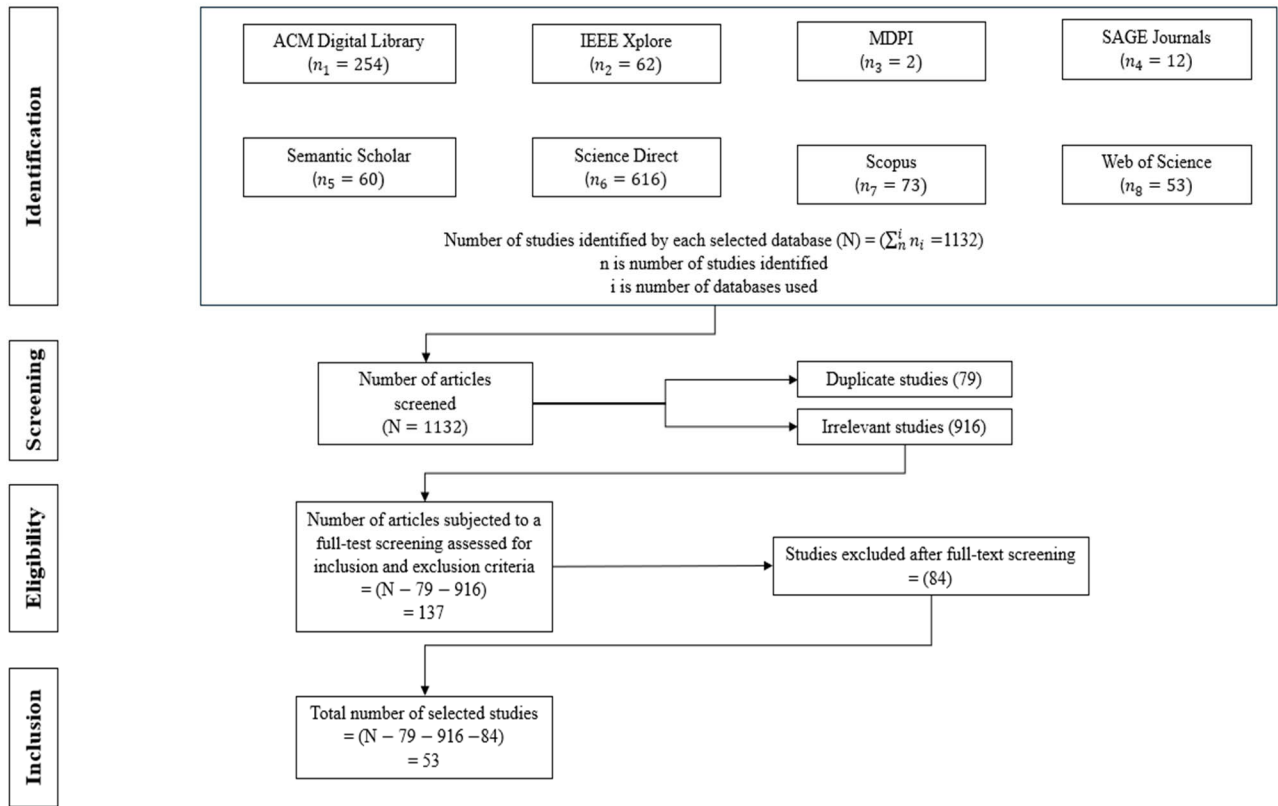 Identification
ACM Digital Library
(n₁ = 254)
IEEE Xplore
(n₂ = 62)
MDPI
(n₃ = 2)
SAGE Journals
(n₄ = 12)
Semantic Scholar
(n₅ = 60)
Science Direct
(n₆ = 616)
Scopus
(n₇ = 73)
Web of Science
(n₈ = 53)
Number of studies identified by each selected database (N) = (∑ᵢₙ nᵢ =1132)
n is number of studies identified
i is number of databases used
Screening
Number of articles
screened
(N = 1132)
Duplicate studies (79)
Irrelevant studies (916)
Eligibility
Number of articles subjected to a
full-test screening assessed for
inclusion and exclusion criteria
= (N − 79 − 916)
= 137
Studies excluded after full-text screening
= (84)
Inclusion
Total number of selected studies
= (N − 79 − 916 −84)
= 53